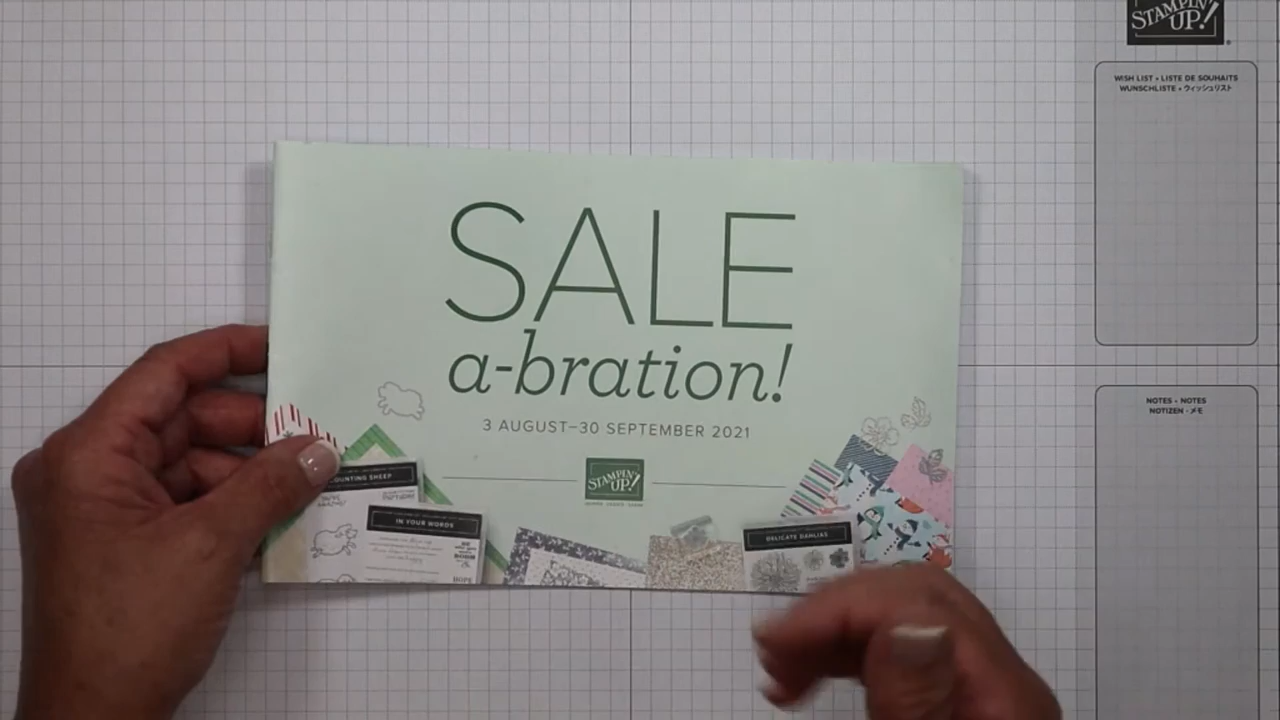 STAMPIN' UP!®
WISH LIST • LISTE DE SOUHAITS
WUNSCHLISTE • ウィッシュリスト
SALE
a-bration!
3 AUGUST–30 SEPTEMBER 2021
STAMPIN' UP!
COUNTING SHEEP
IN YOUR WORDS
HOPE
DELICATE DAHLIAS
NOTES • NOTES
NOTIZEN • メモ